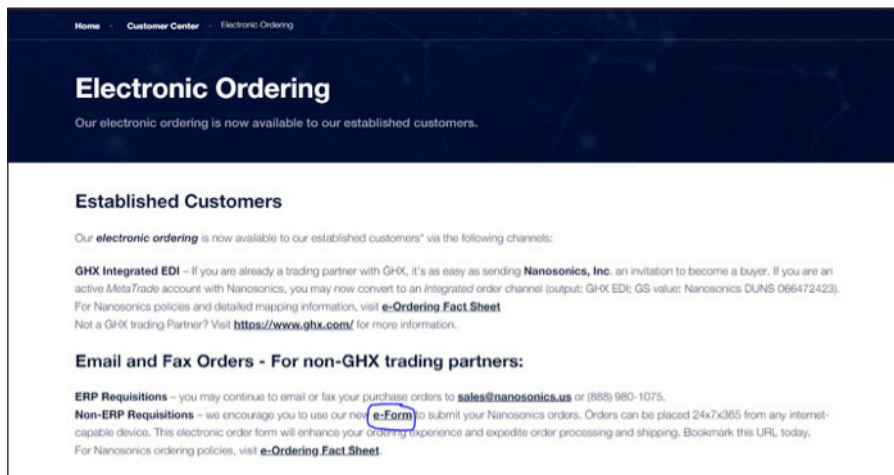 Home - Customer Center - Electronic Ordering
Electronic Ordering
Our electronic ordering is now available to our established customers.
Established Customers
Our electronic ordering is now available to our established customers* via the following channels:
GHX Integrated EDI – If you are already a trading partner with GHX, it's as easy as sending Nanosonics, Inc. an invitation to become a buyer. If you are an
active MetaTrade account with Nanosonics, you may now convert to an Integrated order channel (output: GHX EDI; GS value: Nanosonics DUNS 066472423).
For Nanosonics policies and detailed mapping information, visit e-Ordering Fact Sheet
Not a GHX trading Partner? Visit https://www.ghx.com/ for more information.
Email and Fax Orders - For non-GHX trading partners:
ERP Requisitions – you may continue to email or fax your purchase orders to sales@nanosonics.us or (888) 980-1075.
Non-ERP Requisitions – we encourage you to use our new e-Form to submit your Nanosonics orders. Orders can be placed 24x7x365 from any internet-
capable device. This electronic order form will enhance your ordering experience and expedite order processing and shipping. Bookmark this URL today.
For Nanosonics ordering policies, visit e-Ordering Fact Sheet.